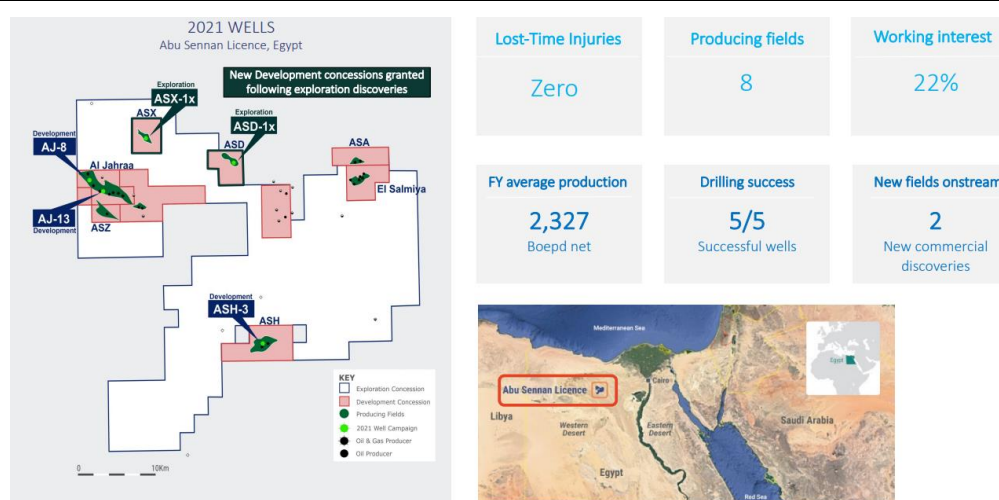 2021 WELLS
Abu Sennan Licence, Egypt
New Development concessions granted
following exploration discoveries
Exploration
ASX-1x
ASX
Exploration
ASD-1x
ASD
Development
AJ-8
Al Jahraa
ASA
El Salmiya
AJ-13
Development
ASZ
Development
ASH-3
ASH
KEY
Exploration Concession
Development Concession
Producing Fields
2021 Well Campaign
Oil & Gas Producer
Oil Producer
0
10Km
Lost-Time Injuries
Zero
Producing fields
8
Working interest
22%
FY average production
2,327
Boepd net
Drilling success
5/5
Successful wells
New fields onstream
2
New commercial
discoveries
Mediterranean Sea
Egypt
Cairo
Abu Sennan Licence
Libya
Western
Desert
Eastern
Desert
Saudi Arabia
Egypt
Red Sea